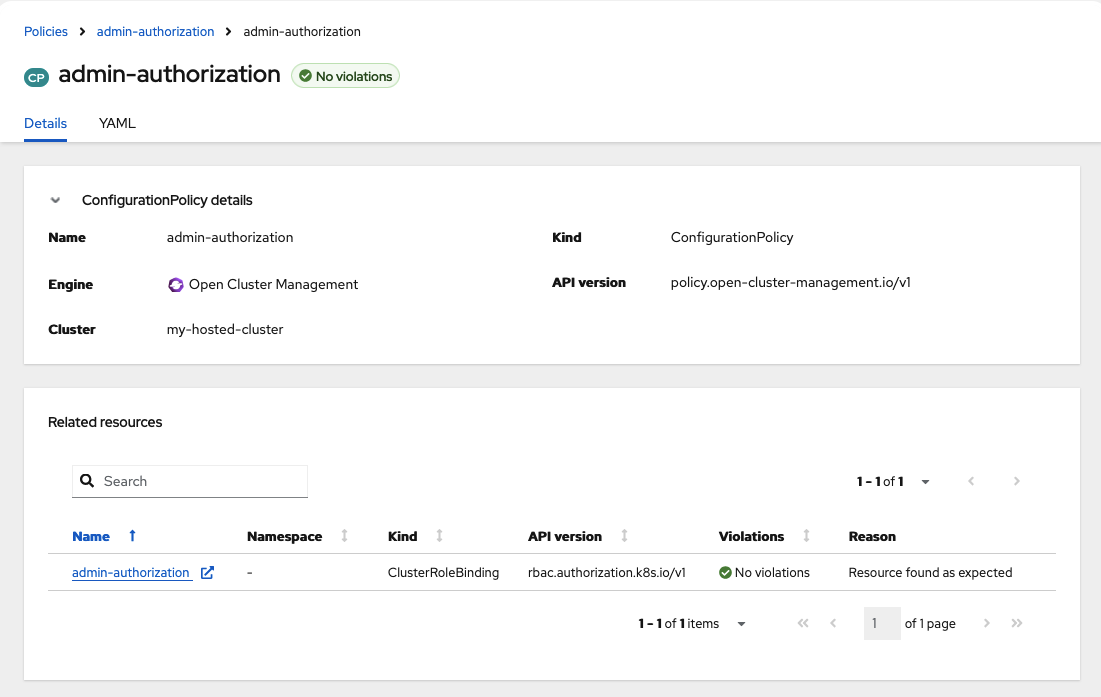 Policies > admin-authorization > admin-authorization
CP admin-authorization No violations
Details YAML
ConfigurationPolicy details
Name admin-authorization Kind ConfigurationPolicy
Engine Open Cluster Management API version policy.open-cluster-management.io/v1
Cluster my-hosted-cluster
Related resources
Search 1 - 1 of 1
Name Namespace Kind API version Violations Reason
admin-authorization - ClusterRoleBinding rbac.authorization.k8s.io/v1 No violations Resource found as expected
1 - 1 of 1 items 1 of 1 page